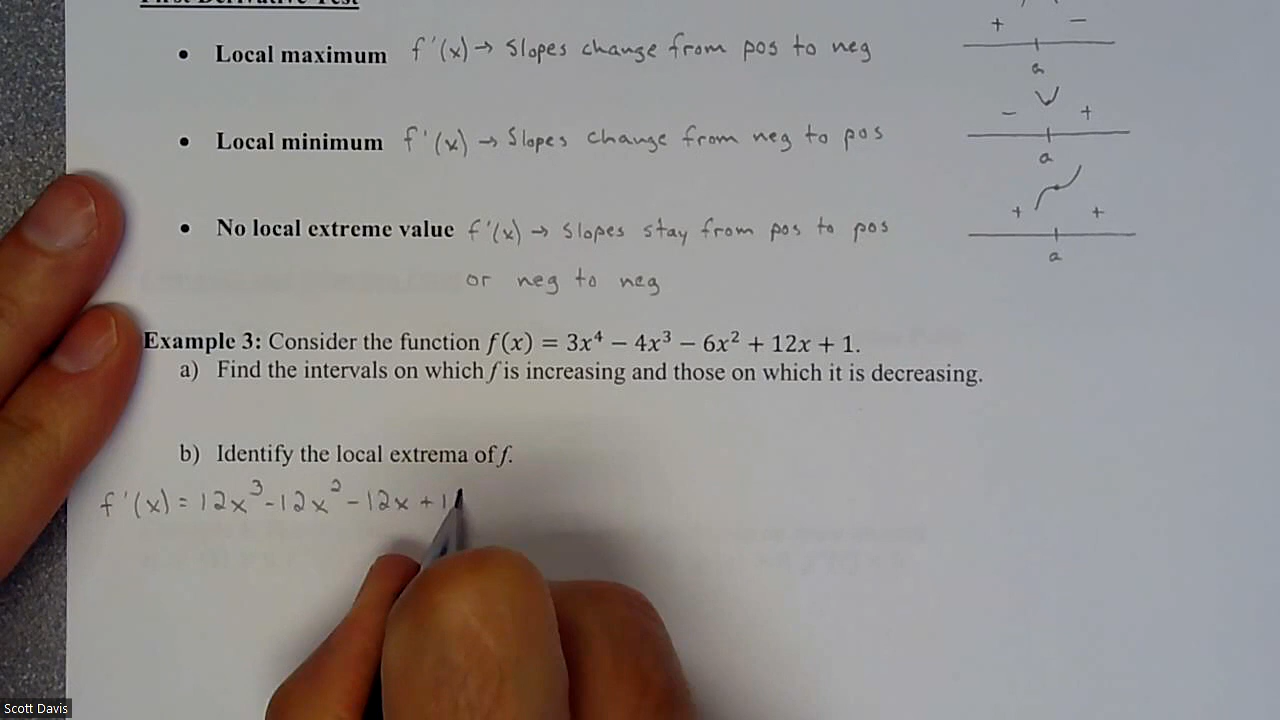 First Derivative Test
• Local maximum f'(x) → Slopes change from pos to neg
+ −
a
• Local minimum f'(x) → Slopes change from neg to pos
− +
a
• No local extreme value f'(x) → Slopes stay from pos to pos
or neg to neg
+ +
a
Example 3: Consider the function f(x) = 3x⁴ − 4x³ − 6x² + 12x + 1.
a) Find the intervals on which f is increasing and those on which it is decreasing.
b) Identify the local extrema of f.
f'(x) = 12x³ - 12x² - 12x + 1
Scott Davis